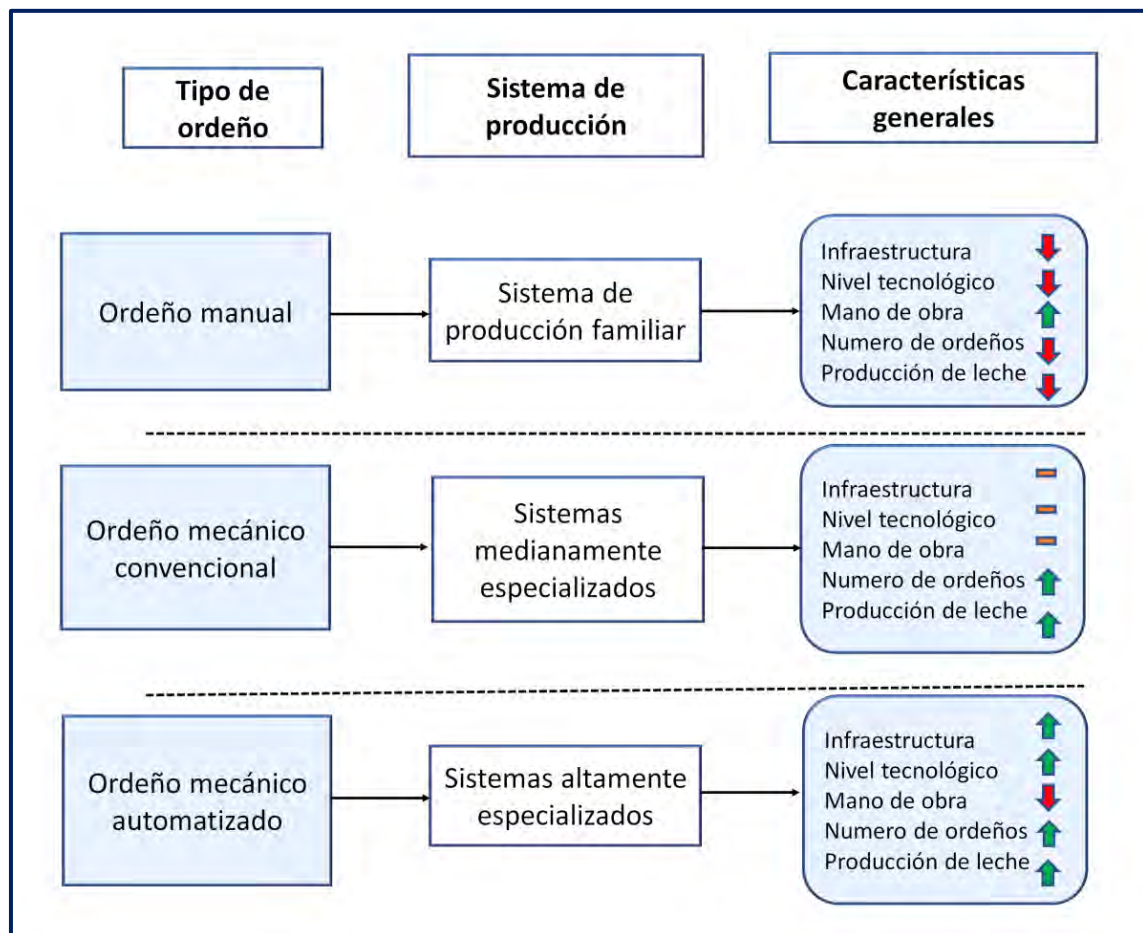 Tipo de
ordeño
Sistema de
producción
Característificas
generales
Ordeño manual
Sistema de
producción familiar
Infraestructura
Nivel tecnológico
Mano de obra
Numero de ordeños
Producción de leche
Ordeño mecánico
convencional
Sistemas
medianamente
especializados
Infraestructura
Nivel tecnológico
Mano de obra
Numero de ordeños
Producción de leche
Ordeño mecánico
automatizado
Sistemas altamente
especializados
Infraestructura
Nivel tecnológico
Mano de obra
Numero de ordeños
Producción de leche